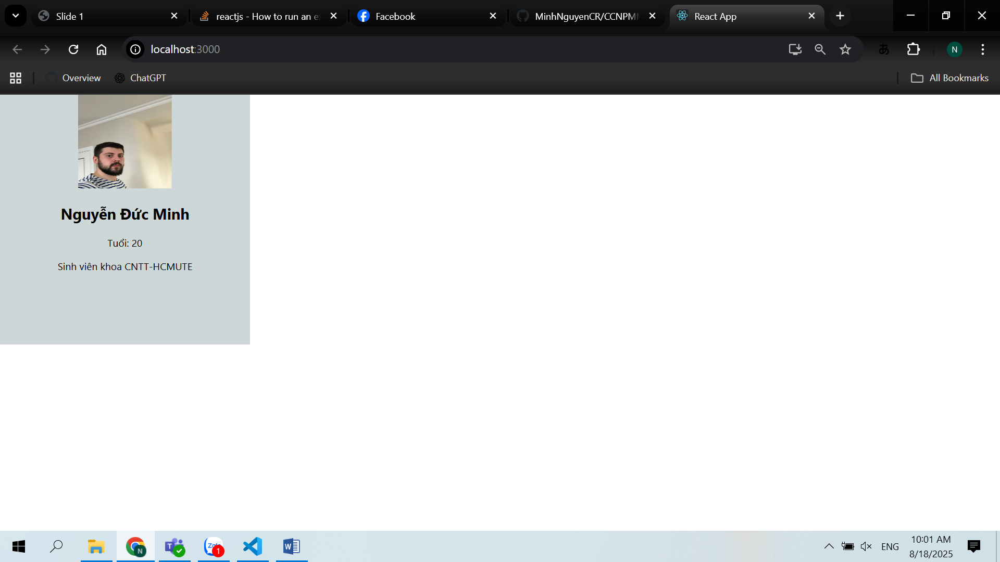 Slide 1
reactjs - How to run an e
Facebook
MinhNguyenCR/CCNPM
React App
localhost:3000
N
Overview
ChatGPT
All Bookmarks
Nguyễn Đức Minh
Tuổi: 20
Sinh viên khoa CNTT-HCMUTE
N
T
Zalo
1
W
ENG
10:01 AM
8/18/2025